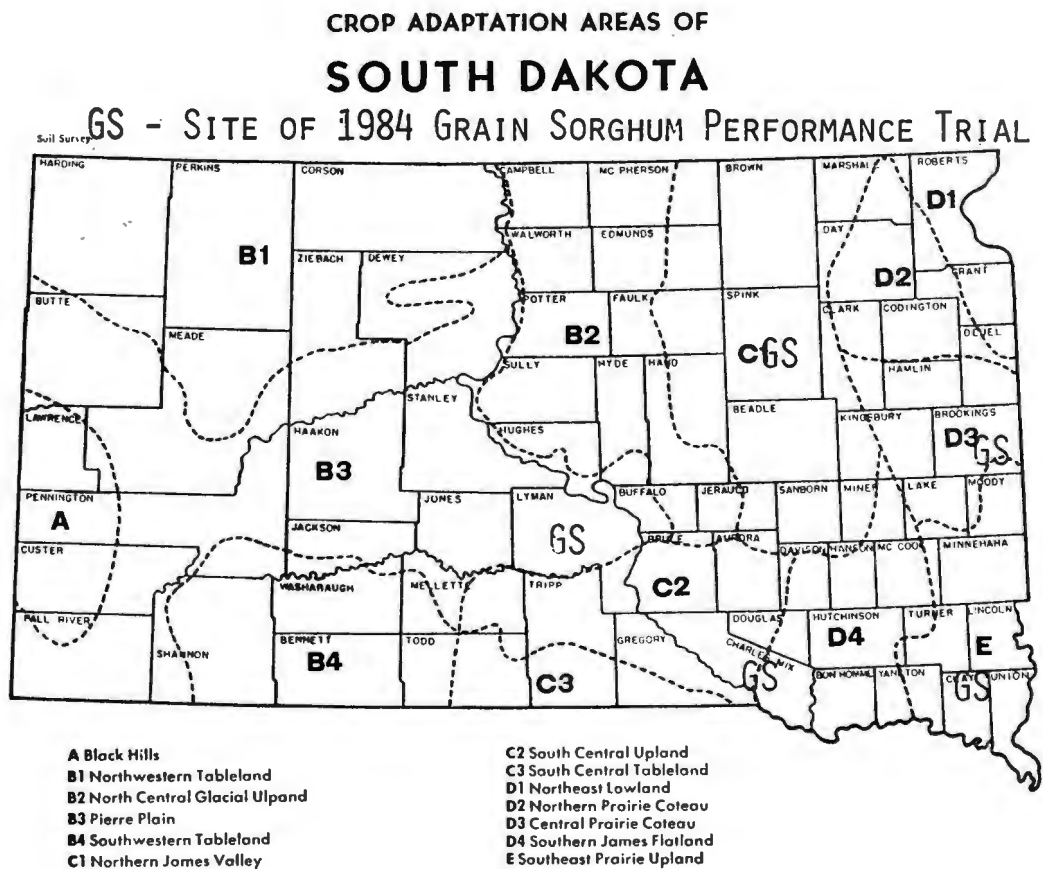 CROP ADAPTATION AREAS OF
SOUTH DAKOTA
GS - SITE OF 1984 GRAIN SORGHUM PERFORMANCE TRIAL
Soil Survey
HARDING
PERKINS
CORSON
CAMPBELL
MC PHERSON
BROWN
MARSHALL
ROBERTS
D1
WALWORTH
EDMUNDS
DAY
B1
ZIEBACH
DEWEY
D2
GRANT
BUTTE
POTTER
FAULK
SPINK
CLARK
CODINGTON
MEADE
B2
DEUEL
C
GS
SULLY
HYDE
HAND
HAMLIN
STANLEY
LAWRENCE
BEADLE
KINGSBURY
BROOKINGS
HAAKON
HUGHES
D3
GS
B3
PENNINGTON
JONES
LYMAN
BUFFALO
JERAULD
SANBORN
MINER
LAKE
MOODY
A
JACKSON
GS
BRULE
AURORA
DAVISON
HANSON
MC COOK
MINNEHAHA
CUSTER
WASHABAUGH
MELLETTE
TRIPP
C2
FALL RIVER
DOUGLAS
HUTCHINSON
TURNER
LINCOLN
SHANNON
BENNETT
TODD
GREGORY
CHARLES MIX
D4
E
B4
C3
GS
BON HOMME
YANKTON
CLAY
UNION
GS
A Black Hills
B1 Northwestern Tableland
B2 North Central Glacial Ulpand
B3 Pierre Plain
B4 Southwestern Tableland
C1 Northern James Valley
C2 South Central Upland
C3 South Central Tableland
D1 Northeast Lowland
D2 Northern Prairie Coteau
D3 Central Prairie Coteau
D4 Southern James Flatland
E Southeast Prairie Upland